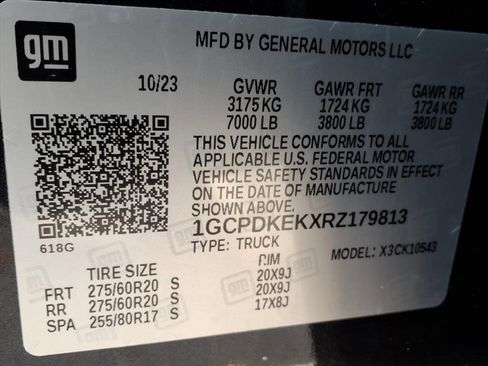 gm
MFD BY GENERAL MOTORS LLC
10/23 GVWR GAWR FRT GAWR RR
3175 KG 1724 KG 1724 KG
7000 LB 3800 LB 3800 LB
THIS VEHICLE CONFORMS TO ALL
APPLICABLE U.S. FEDERAL MOTOR
VEHICLE SAFETY STANDARDS IN EFFECT
ON THE DATE OF MANUFACTURE
SHOWN ABOVE.
618G
1GCPDKEKXRZ179813
TYPE: TRUCK MODEL: X3CK10543
TIRE SIZE RIM
FRT 275/60R20 S 20X9J
RR 275/60R20 S 20X9J
SPA 255/80R17 S 17X8J